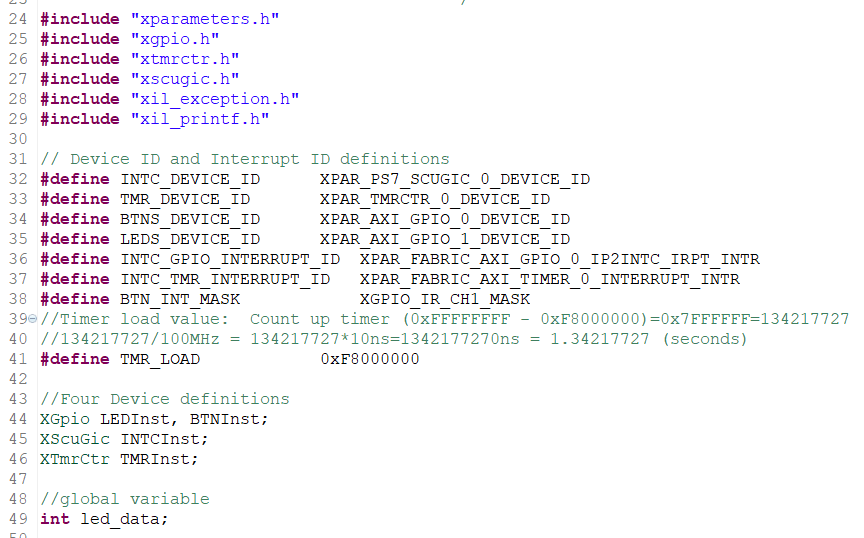 24 #include "xparameters.h"
25 #include "xgpio.h"
26 #include "xtmrctr.h"
27 #include "xscugic.h"
28 #include "xil_exception.h"
29 #include "xil_printf.h"
30
31 // Device ID and Interrupt ID definitions
32 #define INTC_DEVICE_ID      XPAR_PS7_SCUGIC_0_DEVICE_ID
33 #define TMR_DEVICE_ID       XPAR_TMRCTR_0_DEVICE_ID
34 #define BTNS_DEVICE_ID      XPAR_AXI_GPIO_0_DEVICE_ID
35 #define LEDS_DEVICE_ID      XPAR_AXI_GPIO_1_DEVICE_ID
36 #define INTC_GPIO_INTERRUPT_ID  XPAR_FABRIC_AXI_GPIO_0_IP2INTC_IRPT_INTR
37 #define INTC_TMR_INTERRUPT_ID   XPAR_FABRIC_AXI_TIMER_0_INTERRUPT_INTR
38 #define BTN_INT_MASK            XGPIO_IR_CH1_MASK
39 //Timer load value:  Count up timer (0xFFFFFFFF - 0xF8000000)=0x7FFFFFF=134217727
40 //134217727/100MHz = 134217727*10ns=1342177270ns = 1.34217727 (seconds)
41 #define TMR_LOAD            0xF8000000
42
43 //Four Device definitions
44 XGpio LEDInst, BTNInst;
45 XScuGic INTCInst;
46 XTmrCtr TMRInst;
47
48 //global variable
49 int led_data;